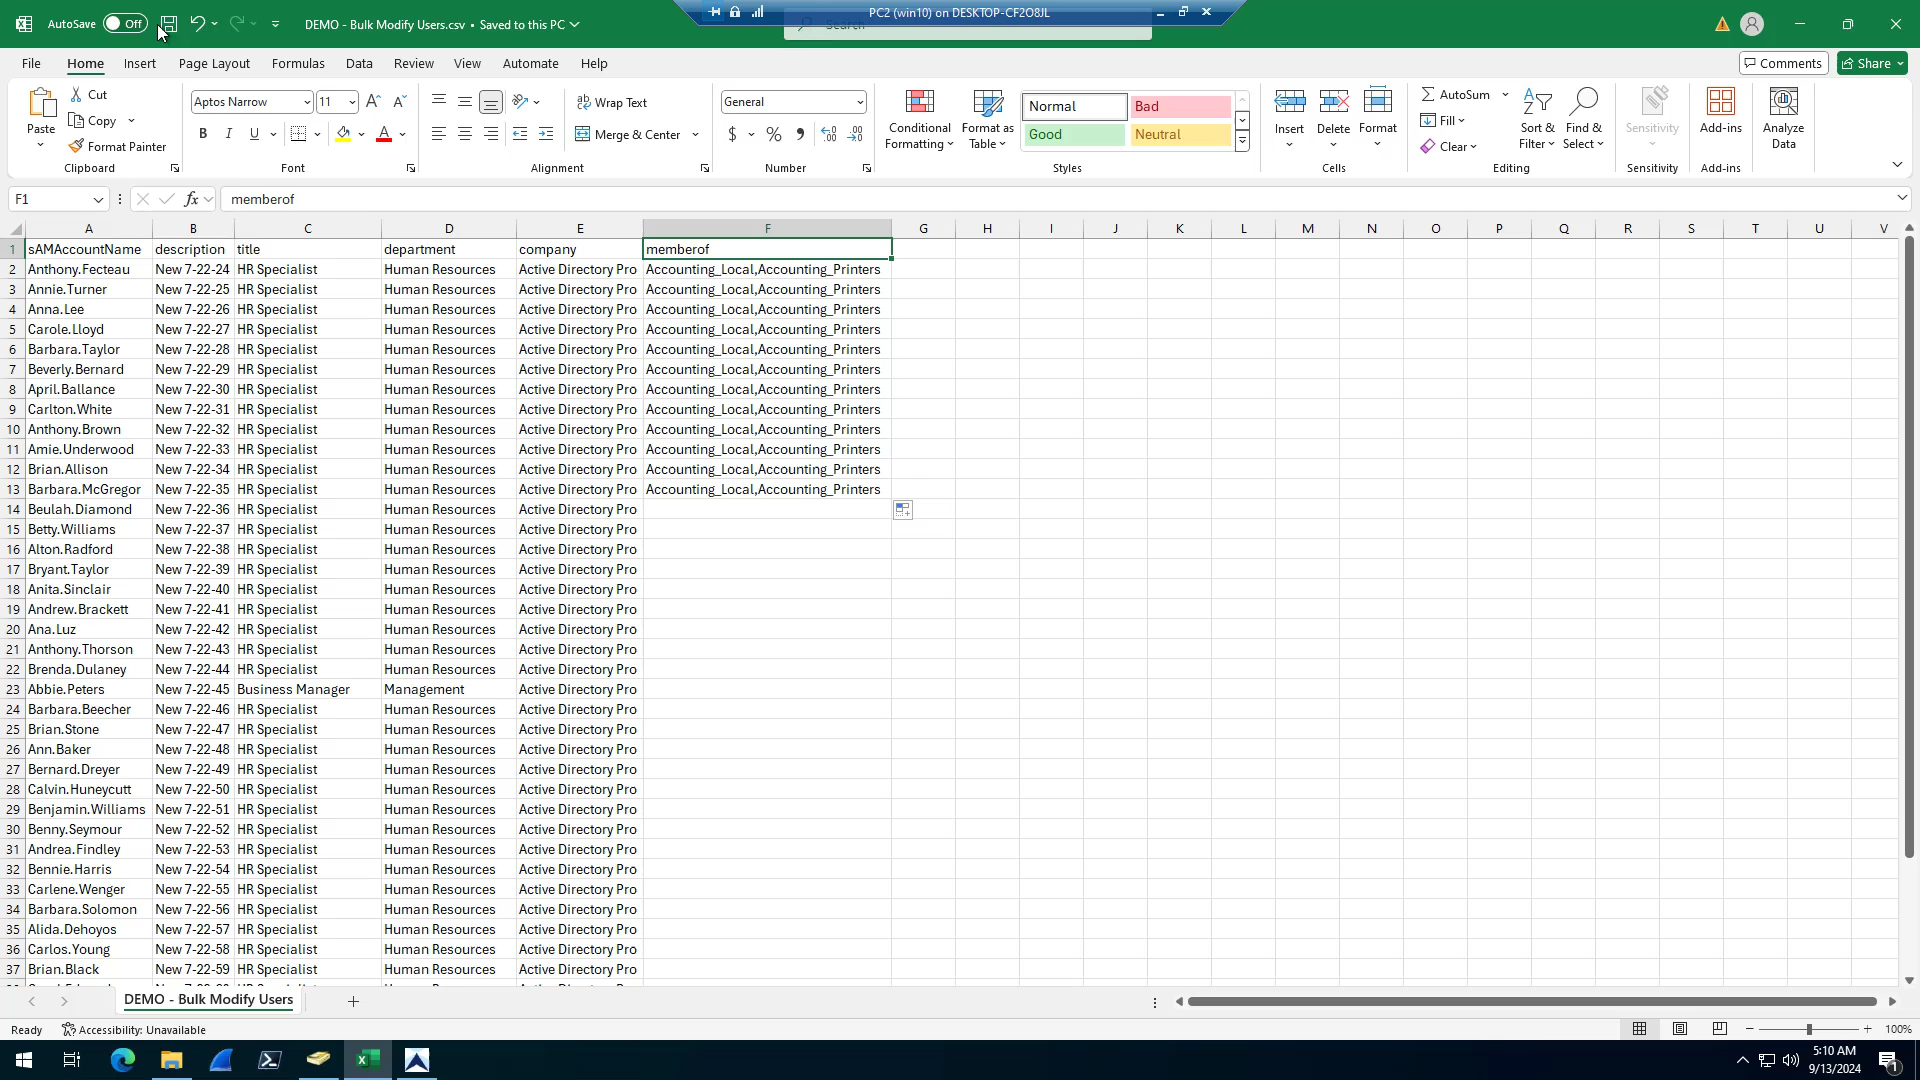 AutoSave Off DEMO - Bulk Modify Users.csv • Saved to this PC
PC2 (win10) on DESKTOP-CF2O8JL
Search
File Home Insert Page Layout Formulas Data Review View Automate Help Comments Share
Paste Cut Copy Format Painter Clipboard
Aptos Narrow 11 A A B I U A Font
ab Wrap Text Merge & Center Alignment
General $ % , Number
Conditional Formatting Format as Table Normal Bad Good Neutral Styles
Insert Delete Format Cells
AutoSum Fill Clear Sort & Filter Find & Select Editing
Sensitivity Sensitivity
Add-ins Add-ins
Analyze Data
F1 fx memberof
A B C D E F G H I J K L M N O P Q R S T U V
1 sAMAccountName description title department company memberof
2 Anthony.Fecteau New 7-22-24 HR Specialist Human Resources Active Directory Pro Accounting_Local,Accounting_Printers
3 Annie.Turner New 7-22-25 HR Specialist Human Resources Active Directory Pro Accounting_Local,Accounting_Printers
4 Anna.Lee New 7-22-26 HR Specialist Human Resources Active Directory Pro Accounting_Local,Accounting_Printers
5 Carole.Lloyd New 7-22-27 HR Specialist Human Resources Active Directory Pro Accounting_Local,Accounting_Printers
6 Barbara.Taylor New 7-22-28 HR Specialist Human Resources Active Directory Pro Accounting_Local,Accounting_Printers
7 Beverly.Bernard New 7-22-29 HR Specialist Human Resources Active Directory Pro Accounting_Local,Accounting_Printers
8 April.Ballance New 7-22-30 HR Specialist Human Resources Active Directory Pro Accounting_Local,Accounting_Printers
9 Carlton.White New 7-22-31 HR Specialist Human Resources Active Directory Pro Accounting_Local,Accounting_Printers
10 Anthony.Brown New 7-22-32 HR Specialist Human Resources Active Directory Pro Accounting_Local,Accounting_Printers
11 Amie.Underwood New 7-22-33 HR Specialist Human Resources Active Directory Pro Accounting_Local,Accounting_Printers
12 Brian.Allison New 7-22-34 HR Specialist Human Resources Active Directory Pro Accounting_Local,Accounting_Printers
13 Barbara.McGregor New 7-22-35 HR Specialist Human Resources Active Directory Pro Accounting_Local,Accounting_Printers
14 Beulah.Diamond New 7-22-36 HR Specialist Human Resources Active Directory Pro
15 Betty.Williams New 7-22-37 HR Specialist Human Resources Active Directory Pro
16 Alton.Radford New 7-22-38 HR Specialist Human Resources Active Directory Pro
17 Bryant.Taylor New 7-22-39 HR Specialist Human Resources Active Directory Pro
18 Anita.Sinclair New 7-22-40 HR Specialist Human Resources Active Directory Pro
19 Andrew.Brackett New 7-22-41 HR Specialist Human Resources Active Directory Pro
20 Ana.Luz New 7-22-42 HR Specialist Human Resources Active Directory Pro
21 Anthony.Thorson New 7-22-43 HR Specialist Human Resources Active Directory Pro
22 Brenda.Dulaney New 7-22-44 HR Specialist Human Resources Active Directory Pro
23 Abbie.Peters New 7-22-45 Business Manager Management Active Directory Pro
24 Barbara.Beecher New 7-22-46 HR Specialist Human Resources Active Directory Pro
25 Brian.Stone New 7-22-47 HR Specialist Human Resources Active Directory Pro
26 Ann.Baker New 7-22-48 HR Specialist Human Resources Active Directory Pro
27 Bernard.Dreyer New 7-22-49 HR Specialist Human Resources Active Directory Pro
28 Calvin.Huneycutt New 7-22-50 HR Specialist Human Resources Active Directory Pro
29 Benjamin.Williams New 7-22-51 HR Specialist Human Resources Active Directory Pro
30 Benny.Seymour New 7-22-52 HR Specialist Human Resources Active Directory Pro
31 Andrea.Findley New 7-22-53 HR Specialist Human Resources Active Directory Pro
32 Bennie.Harris New 7-22-54 HR Specialist Human Resources Active Directory Pro
33 Carlene.Wenger New 7-22-55 HR Specialist Human Resources Active Directory Pro
34 Barbara.Solomon New 7-22-56 HR Specialist Human Resources Active Directory Pro
35 Alida.Dehoyos New 7-22-57 HR Specialist Human Resources Active Directory Pro
36 Carlos.Young New 7-22-58 HR Specialist Human Resources Active Directory Pro
37 Brian.Black New 7-22-59 HR Specialist Human Resources Active Directory Pro
DEMO - Bulk Modify Users
Ready Accessibility: Unavailable 100%
5:10 AM
9/13/2024
1